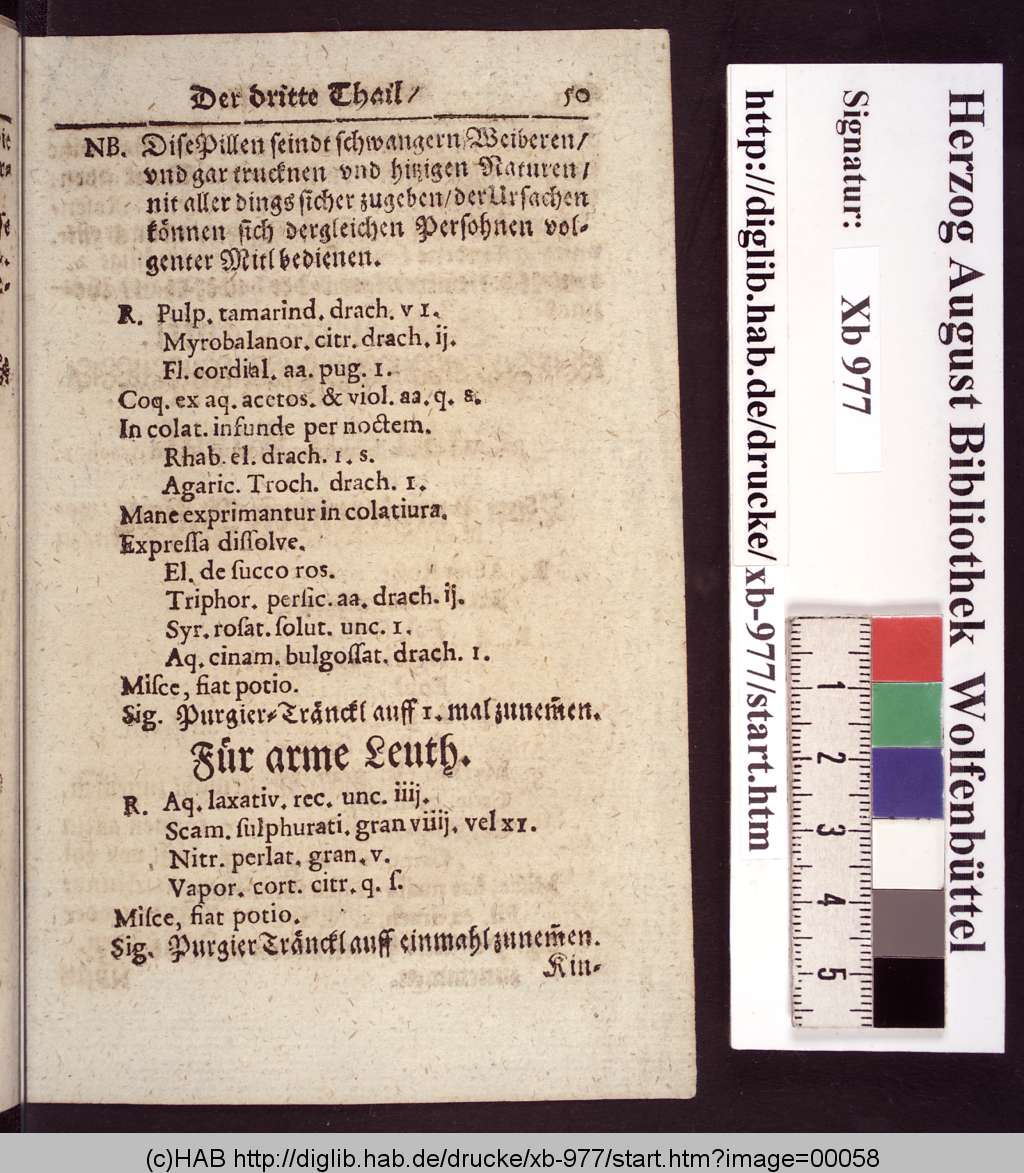 Der dritte Thail/ 50
NB. Dise Pillen seindt schwangern Weiberen/
vnd gar trucknen vnd hitzigen Naturen/
nit aller dings sicher zugeben/der Ursachen
können sich dergleichen Persohnen vol-
genter Mitl bedienen.
R. Pulp. tamarind. drach. v I.
Myrobalanor. citr. drach. ij.
Fl. cordial. aa. pug. I.
Coq. ex aq. acetos. & viol. aa. q. s.
In colat. infunde per noctem.
Rhab. el. drach. I. s.
Agaric. Troch. drach. I.
Mane exprimantur in colatiura.
Expreſſa diſſolve.
El. de ſucco ros.
Triphor. perſic. aa. drach. ij.
Syr. roſat. ſolut. unc. I.
Aq. cinam. bulgoſſat. drach. I.
Miſce, fiat potio.
Sig. Purgier-Tränckl auff I. mal zunem̃en.
Für arme Leuth.
R. Aq. laxativ. rec. unc. iiij.
Scam. ſulphurati. gran viiij. vel XI.
Nitr. perlat. gran. v.
Vapor. cort. citr. q. ſ.
Miſce, fiat potio.
Sig. Purgier Tränckl auff einmahl zunem̃en.
Kin-
Herzog August Bibliothek Wolfenbüttel
Signatur: Xb 977
http://diglib.hab.de/drucke/xb-977/start.htm
1
2
3
4
5
(c)HAB http://diglib.hab.de/drucke/xb-977/start.htm?image=00058